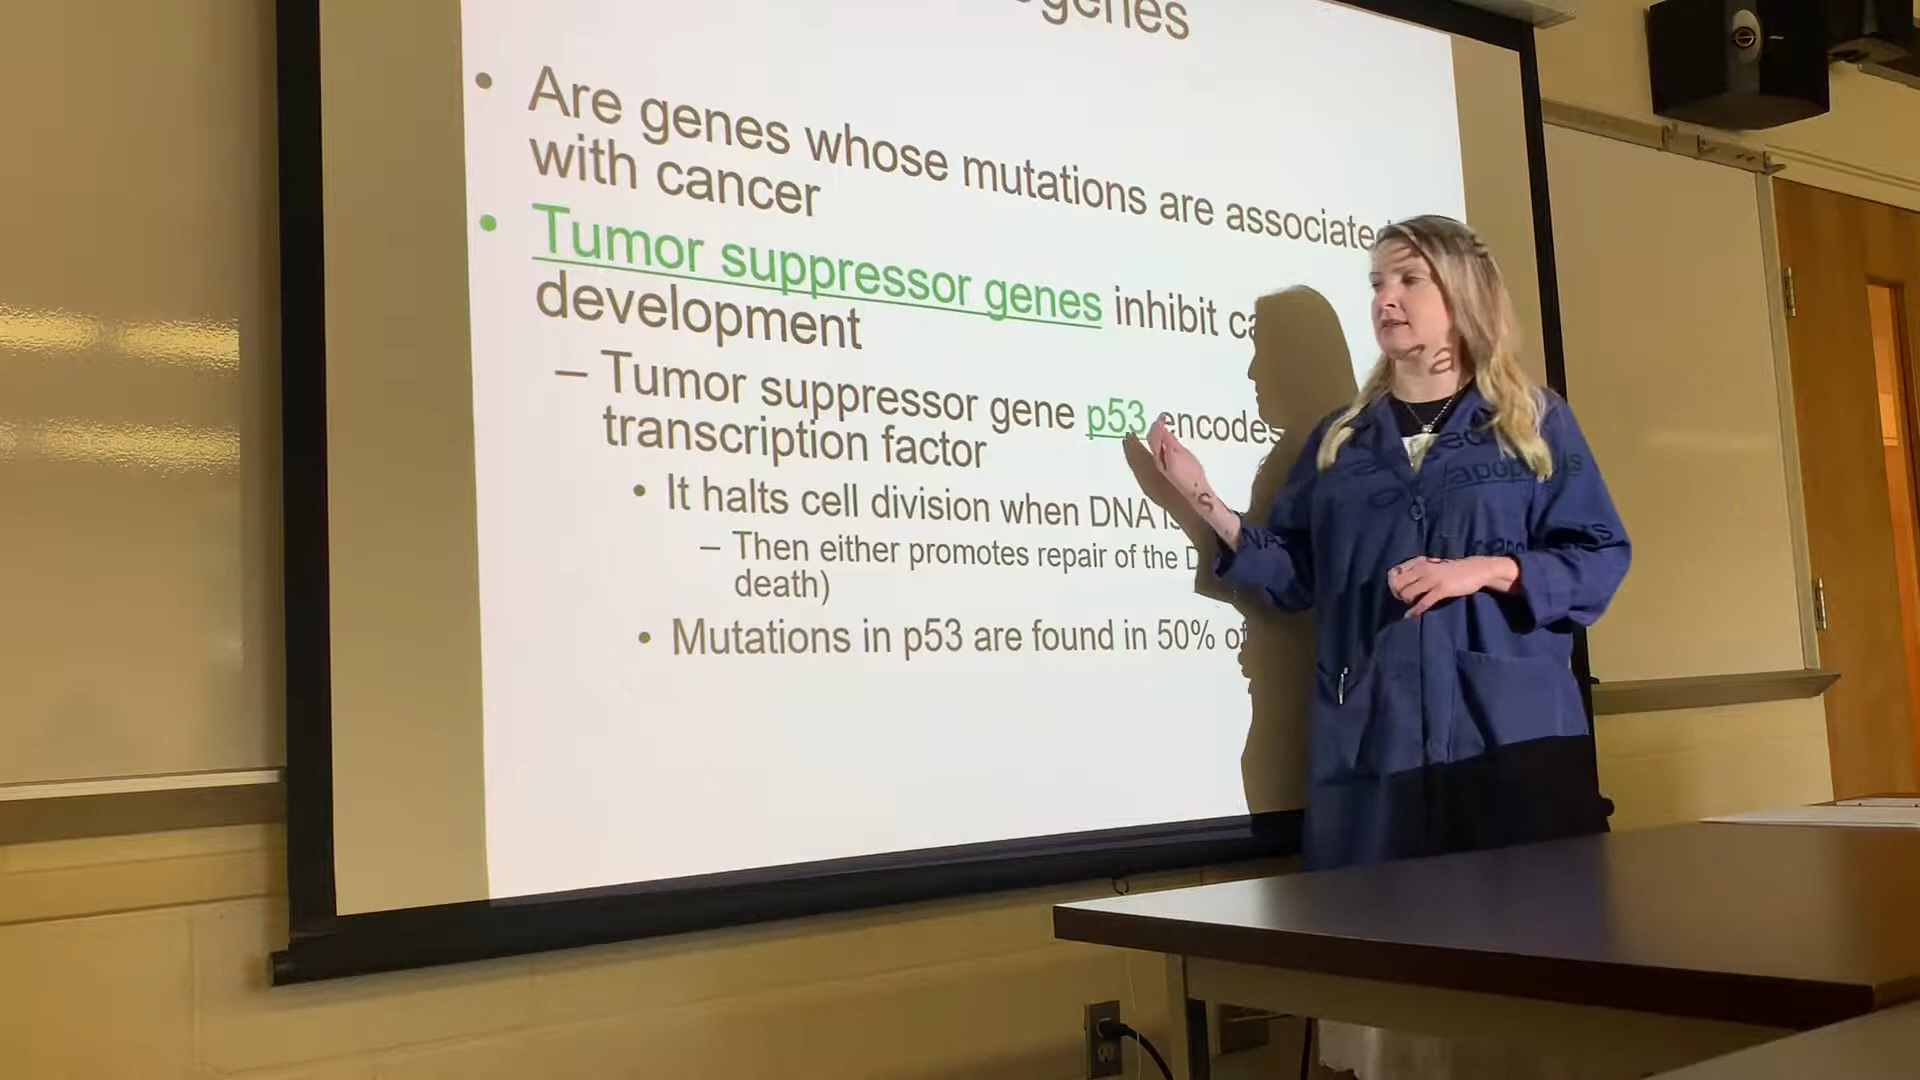 Are genes whose mutations are associated
with cancer
Tumor suppressor genes inhibit
development
– Tumor suppressor gene p53 encodes
transcription factor
• It halts cell division when DNA is
– Then either promotes repair of the
death)
• Mutations in p53 are found in 50% of